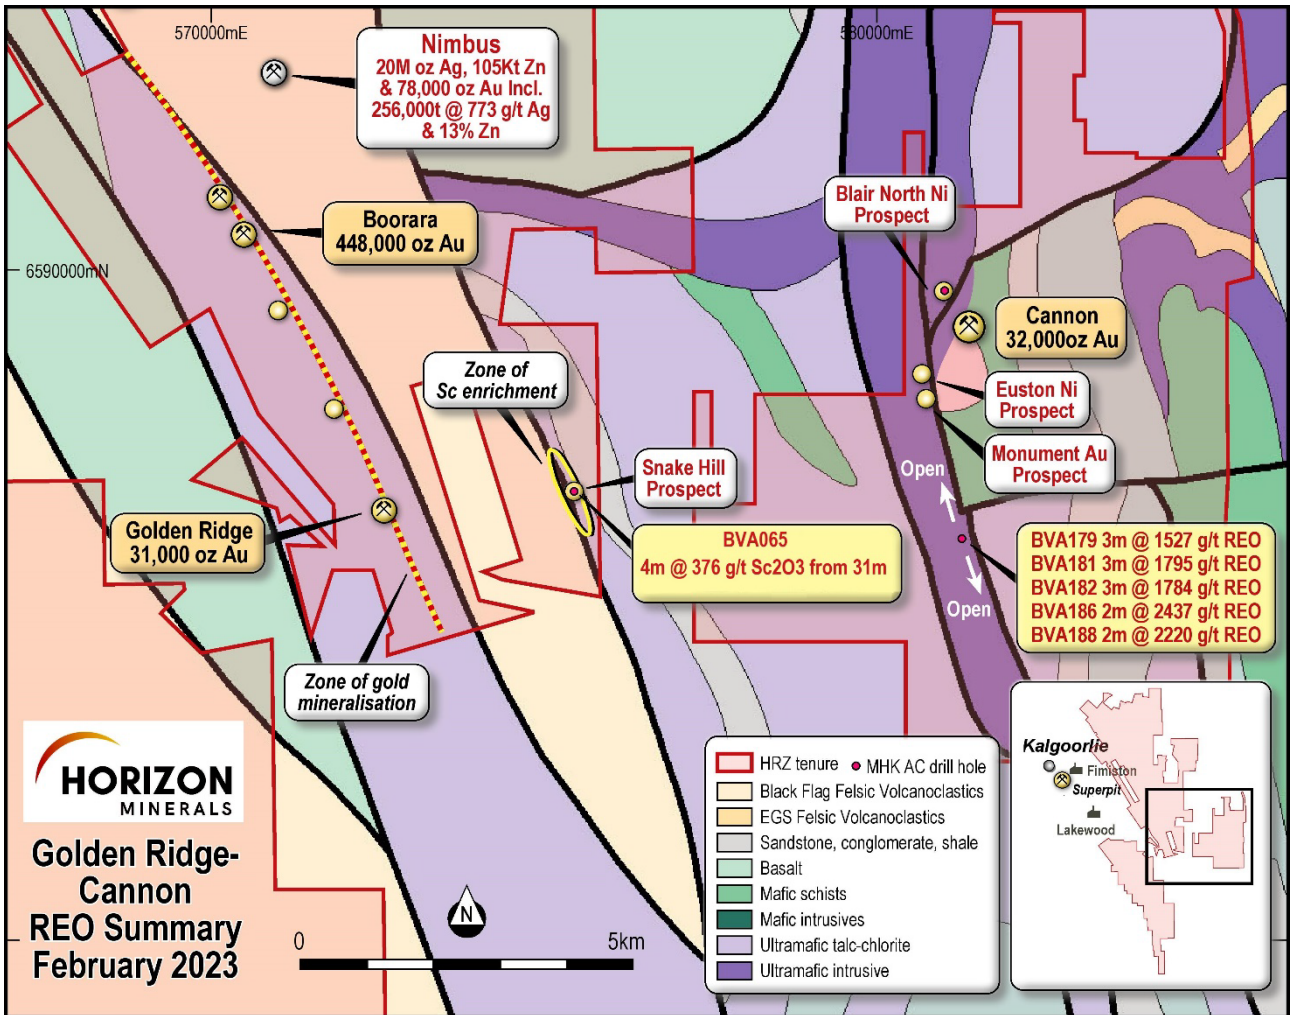 570000mE
580000mE
Nimbus
20M oz Ag, 105Kt Zn
& 78,000 oz Au Incl.
256,000t @ 773 g/t Ag
& 13% Zn
Blair North Ni
Prospect
Boorara
448,000 oz Au
6590000mN
Cannon
32,000oz Au
Zone of
Sc enrichment
Euston Ni
Prospect
Monument Au
Prospect
Snake Hill
Prospect
Open
Golden Ridge
31,000 oz Au
BVA065
4m @ 376 g/t Sc2O3 from 31m
BVA179 3m @ 1527 g/t REO
BVA181 3m @ 1795 g/t REO
BVA182 3m @ 1784 g/t REO
BVA186 2m @ 2437 g/t REO
BVA188 2m @ 2220 g/t REO
Open
Zone of gold
mineralisation
HORIZON
MINERALS
Golden Ridge-
Cannon
REO Summary
February 2023
N
0 5km
HRZ tenure MHK AC drill hole
Black Flag Felsic Volcanoclastics
EGS Felsic Volcanoclastics
Sandstone, conglomerate, shale
Basalt
Mafic schists
Mafic intrusives
Ultramafic talc-chlorite
Ultramafic intrusive
Kalgoorlie
Fimiston
Superpit
Lakewood